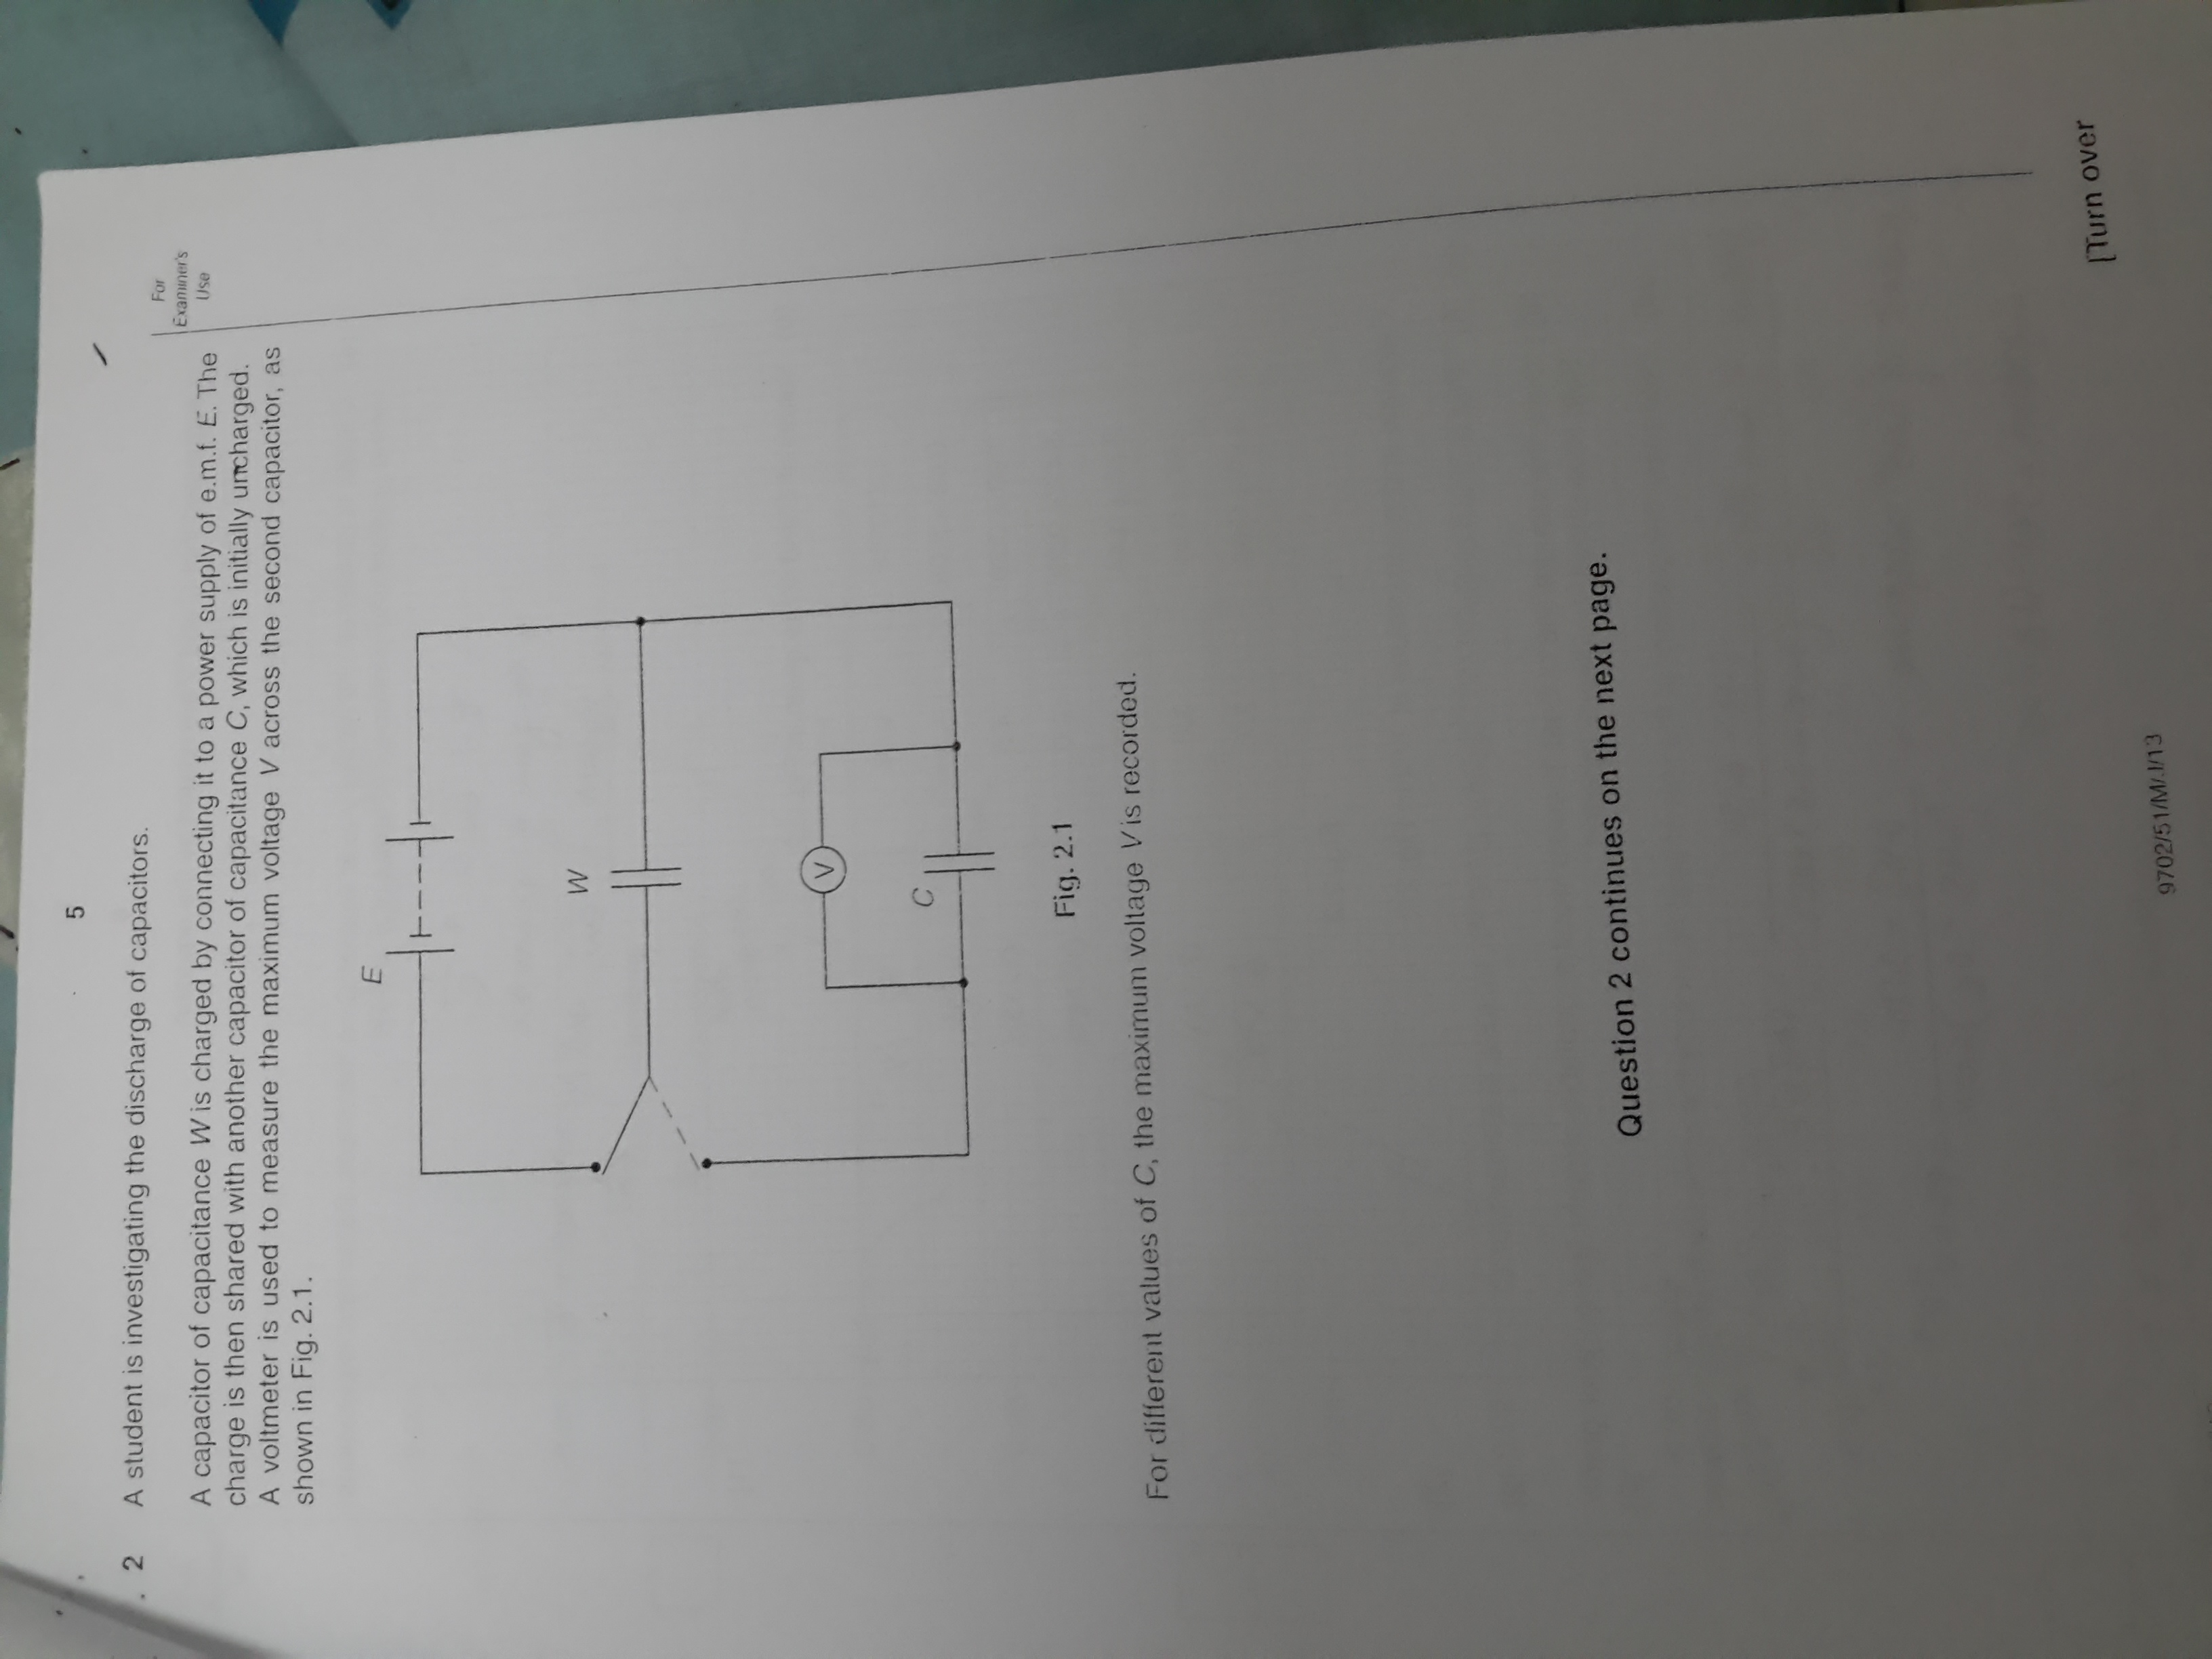 5
2 A student is investigating the discharge of capacitors.
For
Examiner's
Use
A capacitor of capacitance W is charged by connecting it to a power supply of e.m.f. E. The
charge is then shared with another capacitor of capacitance C, which is initially uncharged.
A voltmeter is used to measure the maximum voltage V across the second capacitor, as
shown in Fig. 2.1.
E
W
V
C
Fig. 2.1
For different values of C, the maximum voltage V is recorded.
Question 2 continues on the next page.
[Turn over
9702/51/M/J/13